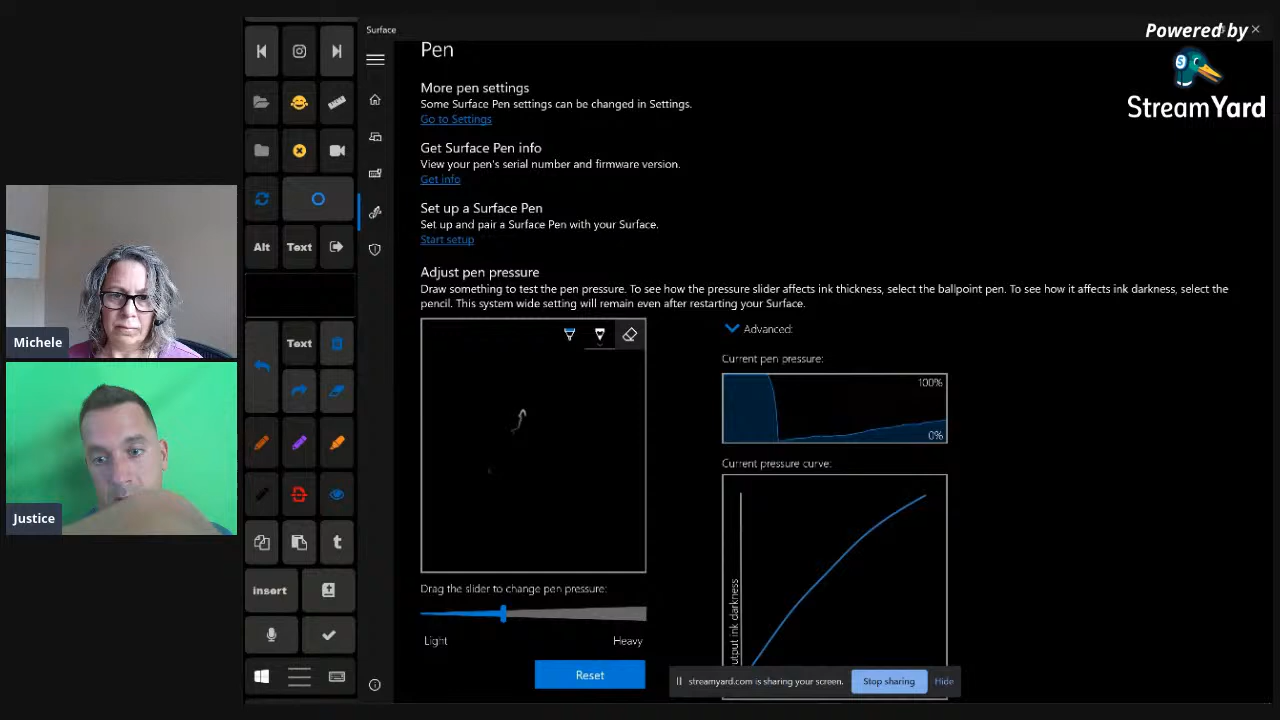 Surface
Powered by
StreamYard
Pen
More pen settings
Some Surface Pen settings can be changed in Settings.
Go to Settings
Get Surface Pen info
View your pen's serial number and firmware version.
Get info
Set up a Surface Pen
Set up and pair a Surface Pen with your Surface.
Start setup
Adjust pen pressure
Draw something to test the pen pressure. To see how the pressure slider affects ink thickness, select the ballpoint pen. To see how it affects ink darkness, select the
pencil. This system wide setting will remain even after restarting your Surface.
Advanced:
Current pen pressure:
100%
0%
Current pressure curve:
output ink darkness
Drag the slider to change pen pressure:
Light
Heavy
Reset
streamyard.com is sharing your screen.
Stop sharing
Hide
Alt
Text
Text
t
insert
Michele
Justice